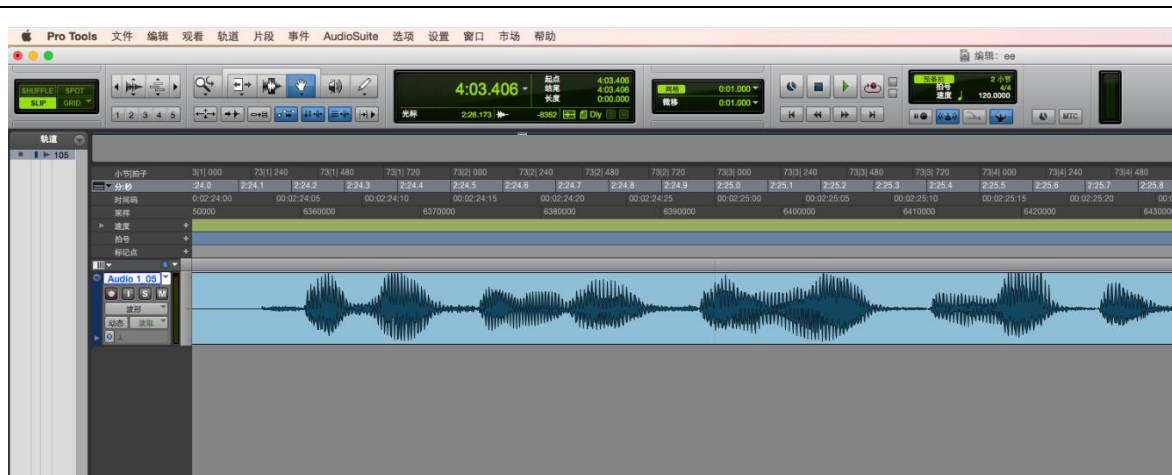 Pro Tools 文件 编辑 观看 轨道 片段 事件 AudioSuite 选项 设置 窗口 市场 帮助
编辑: ee
SHUFFLE SPOT
SLIP GRID
1 2 3 4 5
4:03.406
起点 4:03.406
结尾 4:03.406
长度 0:00.000
光标 2:26.173 -8352 Dly
网格 0:01.000
微移 0:01.000
预备拍 2 小节
拍号 4/4
速度 120.0000
MTC
轨道
105
小节|拍子 3|1| 000 73|1| 240 73|1| 480 73|1| 720 73|2| 000 73|2| 240 73|2| 480 73|2| 720 73|3| 000 73|3| 240 73|3| 480 73|3| 720 73|4| 000 73|4| 240 73|4| 480
分:秒 :24.0 2:24.1 2:24.2 2:24.3 2:24.4 2:24.5 2:24.6 2:24.7 2:24.8 2:24.9 2:25.0 2:25.1 2:25.2 2:25.3 2:25.4 2:25.5 2:25.6 2:25.7 2:25.8
时间码 0:02:24:00 00:02:24:05 00:02:24:10 00:02:24:15 00:02:24:20 00:02:24:25 00:02:25:00 00:02:25:05 00:02:25:10 00:02:25:15 00:02:25:20
采样 50000 6360000 6370000 6380000 6390000 6400000 6410000 6420000 6430000
速度
拍号
标记点
Audio 1_05
I S M
波形
动态 读取